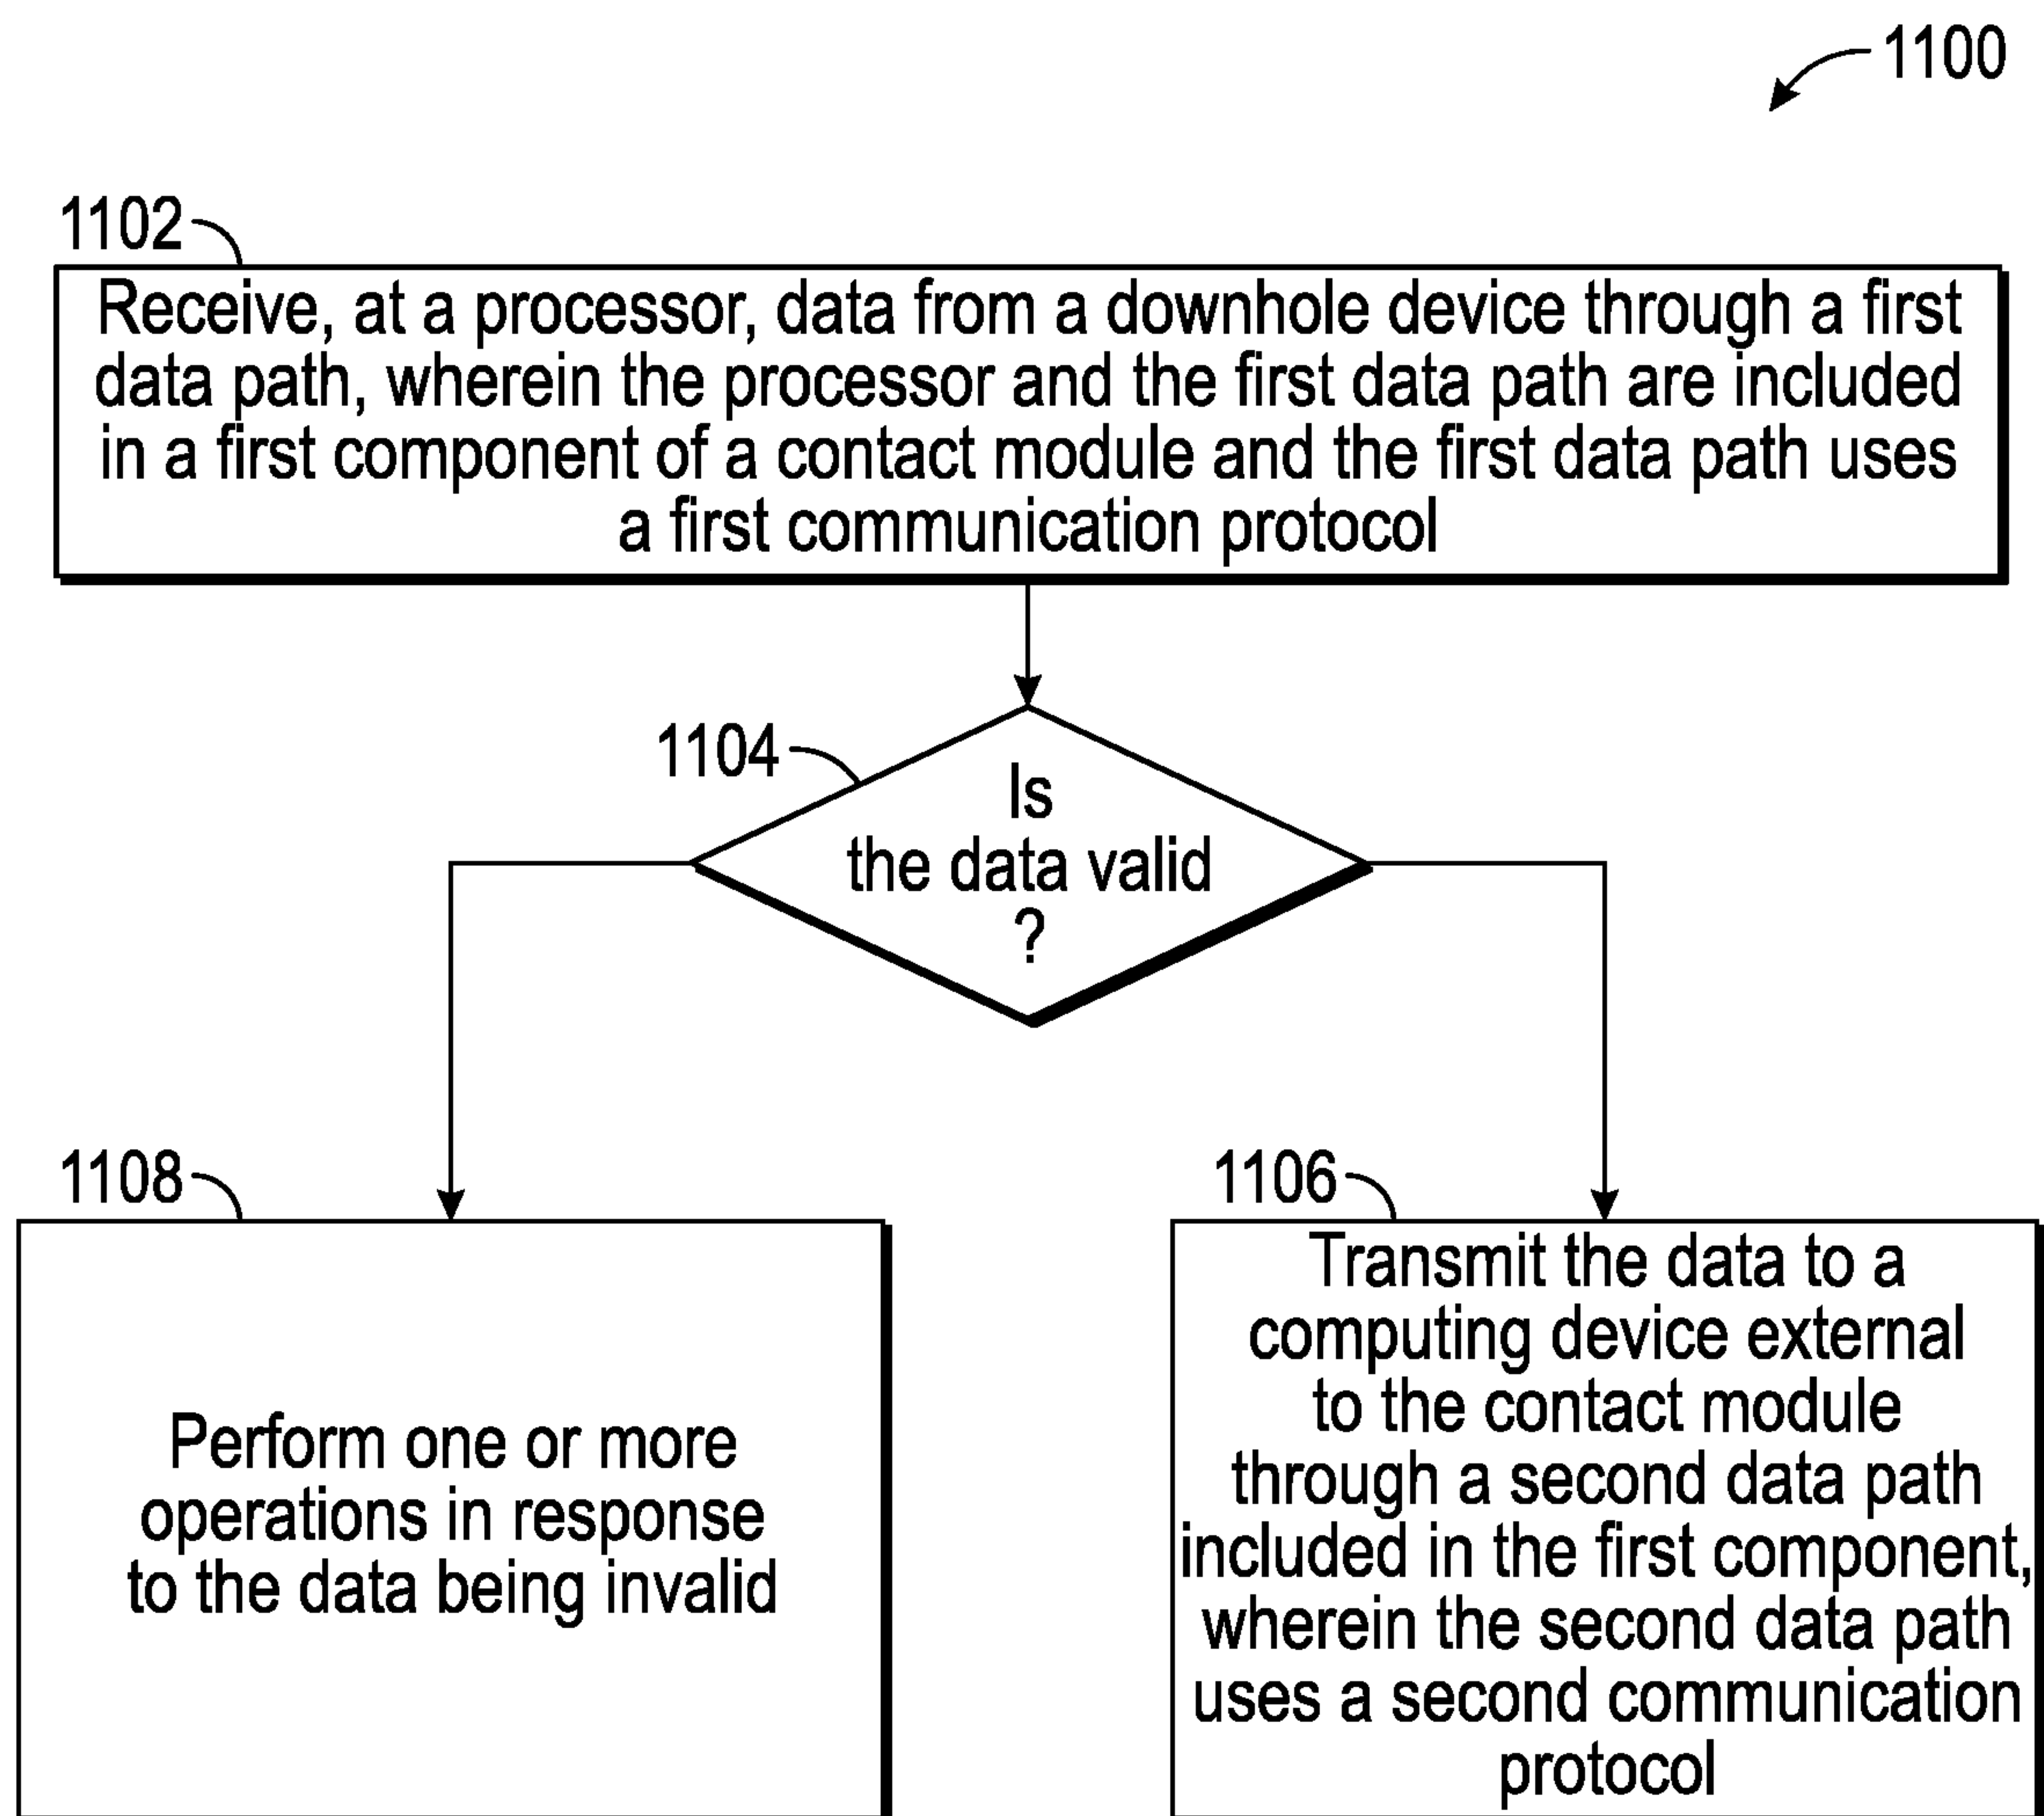 1100
1102
Receive, at a processor, data from a downhole device through a first
data path, wherein the processor and the first data path are included
in a first component of a contact module and the first data path uses
a first communication protocol
1104
Is
the data valid
?
1108
Perform one or more
operations in response
to the data being invalid
1106
Transmit the data to a
computing device external
to the contact module
through a second data path
included in the first component,
wherein the second data path
uses a second communication
protocol